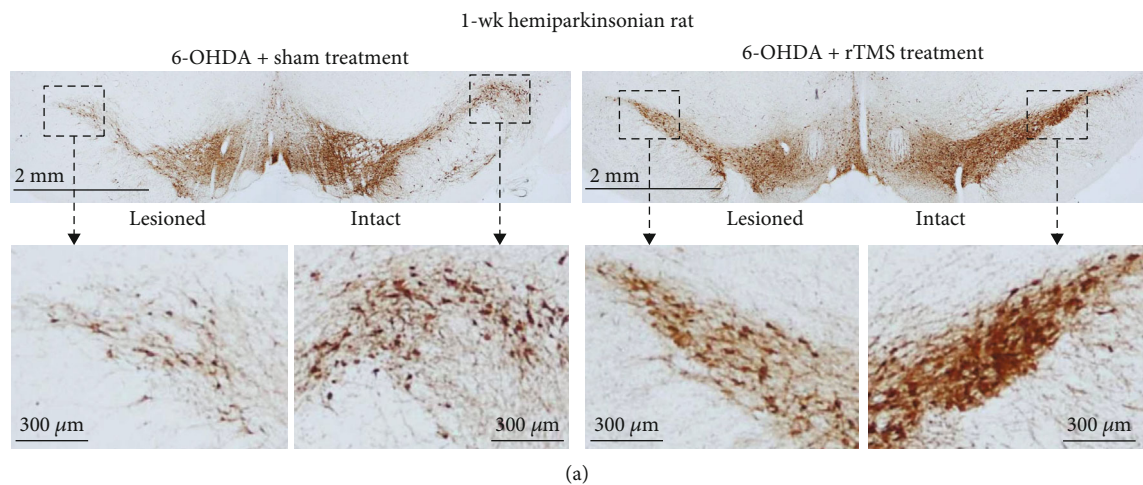 1-wk hemiparkinsonian rat
6-OHDA + sham treatment
6-OHDA + rTMS treatment
2 mm
2 mm
Lesioned
Intact
Lesioned
Intact
300 μm
300 μm
300 μm
300 μm
(a)